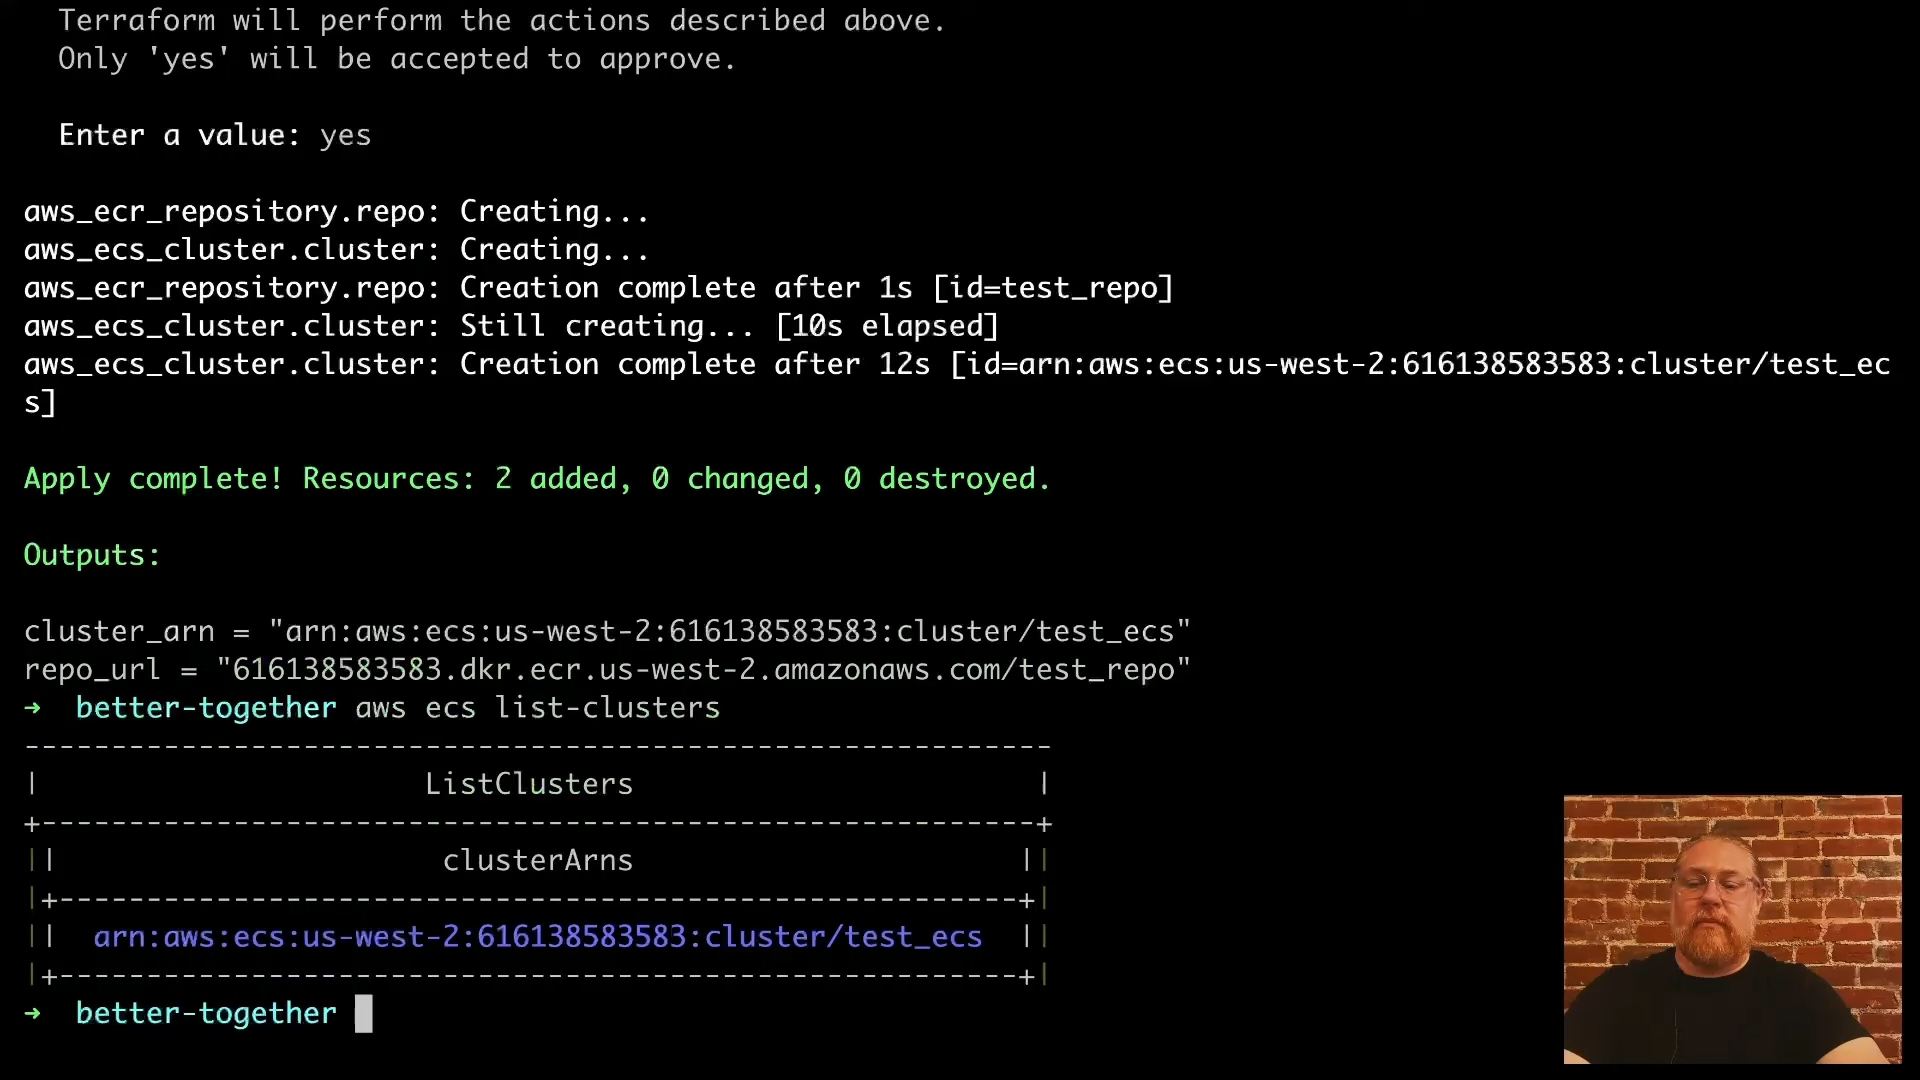 Terraform will perform the actions described above.
Only 'yes' will be accepted to approve.
Enter a value: yes
aws_ecr_repository.repo: Creating...
aws_ecs_cluster.cluster: Creating...
aws_ecr_repository.repo: Creation complete after 1s [id=test_repo]
aws_ecs_cluster.cluster: Still creating... [10s elapsed]
aws_ecs_cluster.cluster: Creation complete after 12s [id=arn:aws:ecs:us-west-2:616138583583:cluster/test_ec
s]
Apply complete! Resources: 2 added, 0 changed, 0 destroyed.
Outputs:
cluster_arn = "arn:aws:ecs:us-west-2:616138583583:cluster/test_ecs"
repo_url = "616138583583.dkr.ecr.us-west-2.amazonaws.com/test_repo"
➜  better-together aws ecs list-clusters
-----------------------------------------------------------
|                       ListClusters                      |
+---------------------------------------------------------+
||                      clusterArns                      ||
|+-------------------------------------------------------+|
||  arn:aws:ecs:us-west-2:616138583583:cluster/test_ecs  ||
|+-------------------------------------------------------+|
➜  better-together